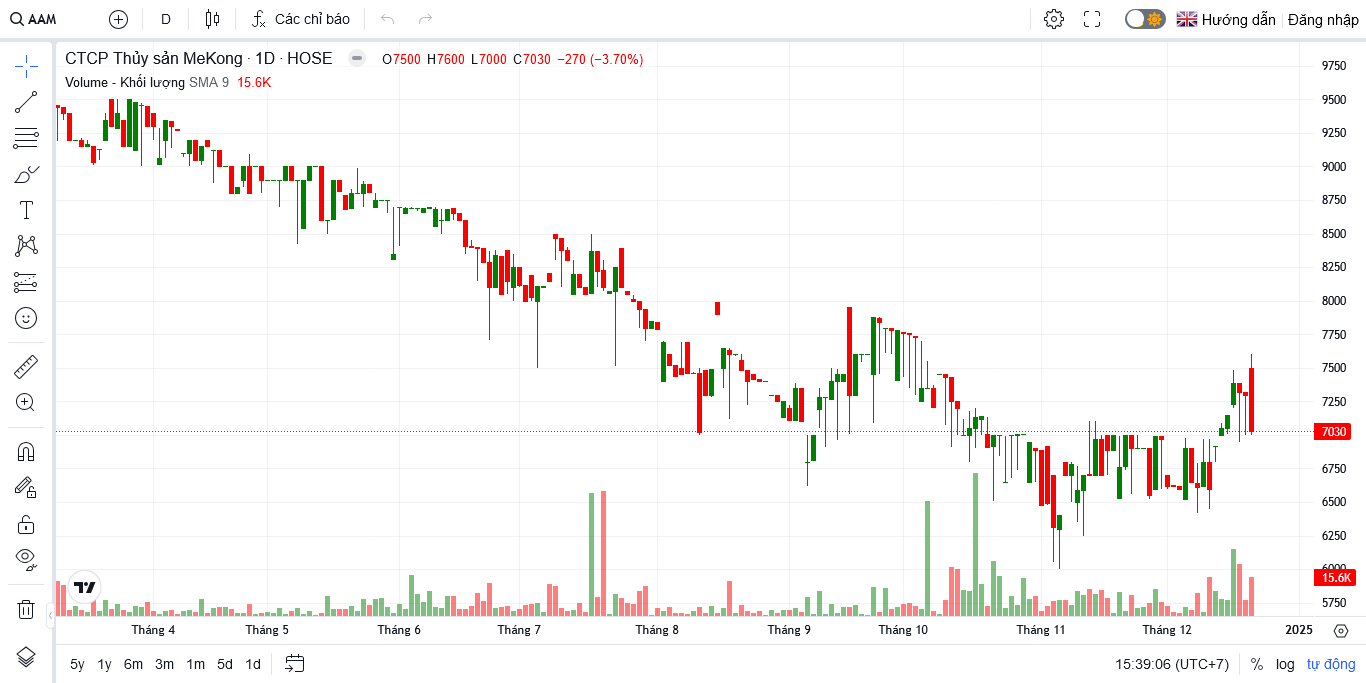 AAM D Các chỉ báo Hướng dẫn Đăng nhập
CTCP Thủy sản MeKong · 1D · HOSE O7500 H7600 L7000 C7030 −270 (−3.70%)
Volume - Khối lượng SMA 9 15.6K
9750
9500
9250
9000
8750
8500
8250
8000
7750
7500
7250
7030
6750
6500
6250
6000
15.6K
5750
Tháng 4 Tháng 5 Tháng 6 Tháng 7 Tháng 8 Tháng 9 Tháng 10 Tháng 11 Tháng 12 2025
5y 1y 6m 3m 1m 5d 1d 15:39:06 (UTC+7) % log tự động